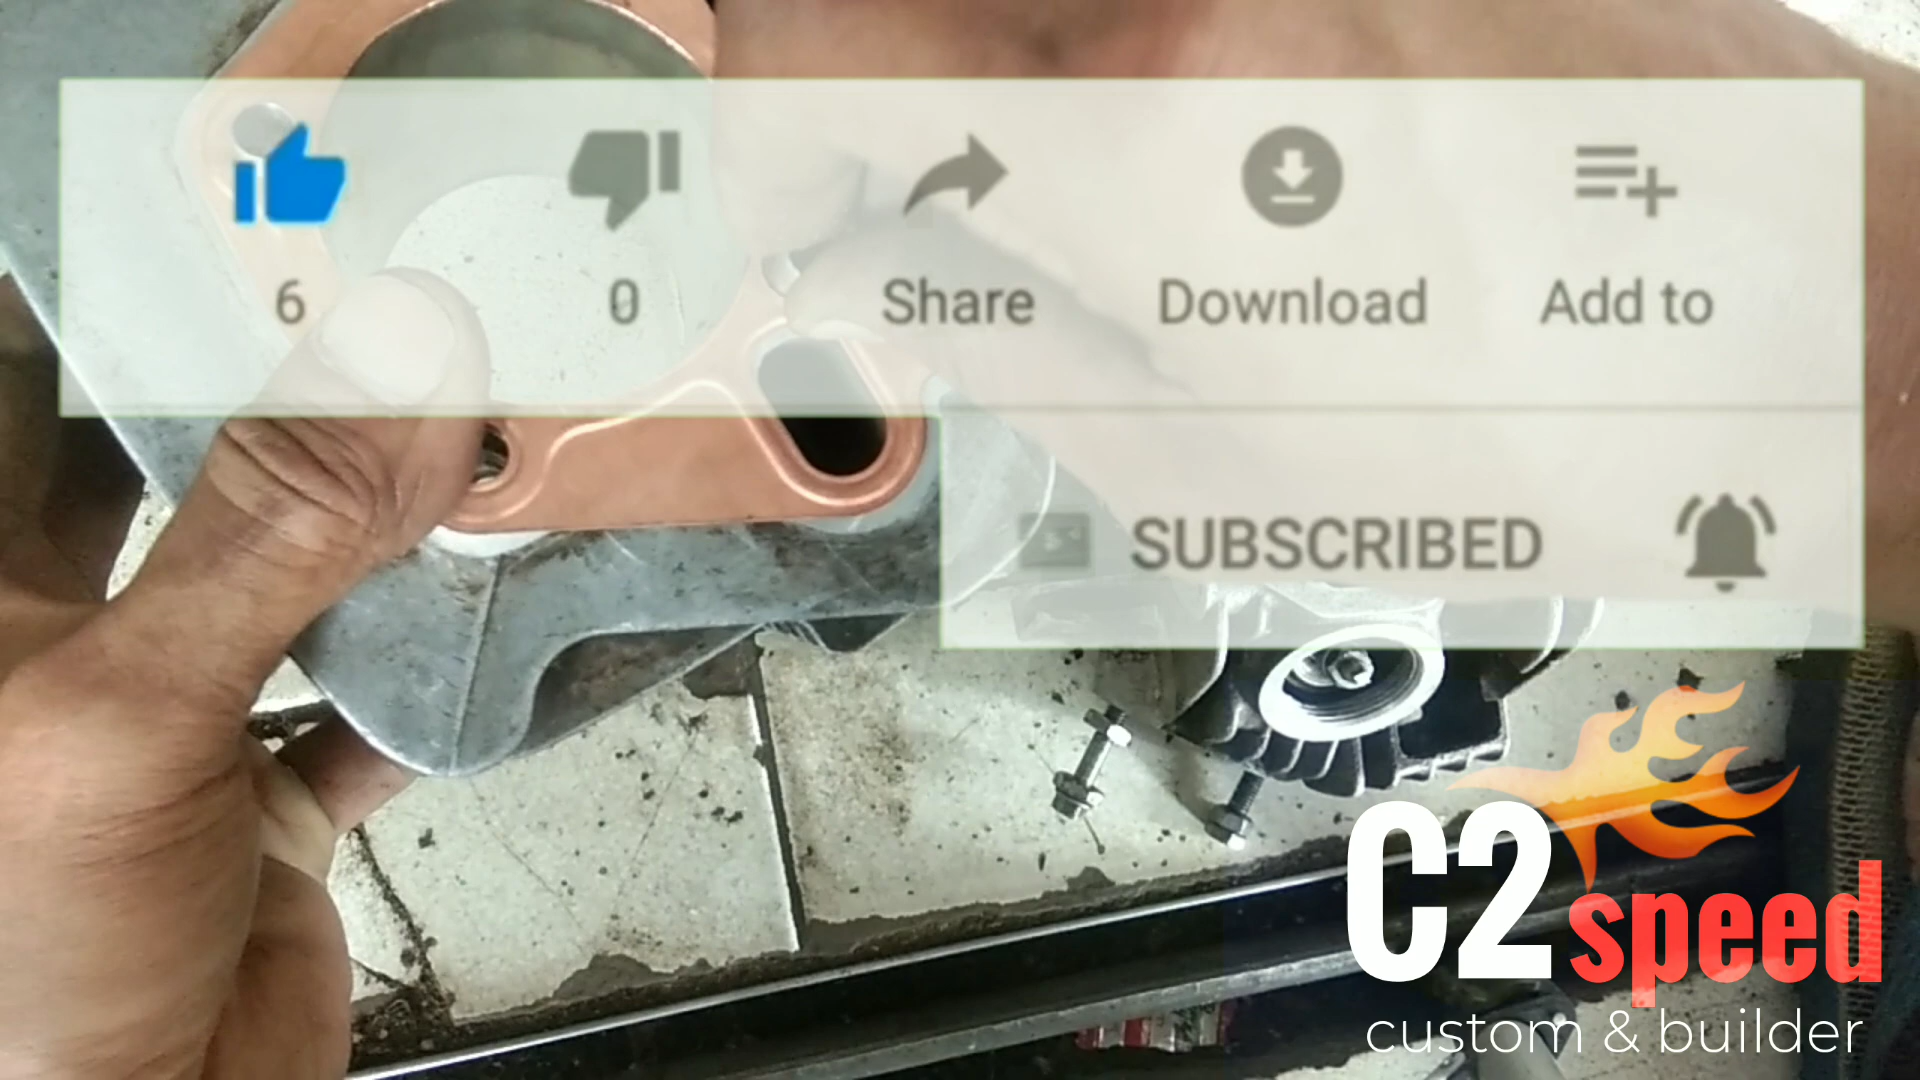 6 0 Share Download Add to
SUBSCRIBED
C2
speed
custom & builder